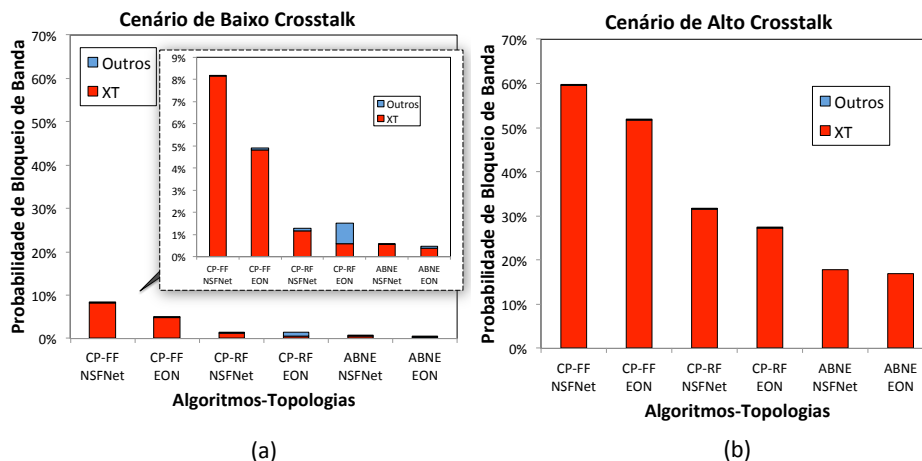 Cenário de Baixo Crosstalk
Probabilidade de Bloqueio de Banda
70%
60%
50%
40%
30%
20%
10%
0%
Outros
XT
9%
8%
7%
6%
5%
4%
3%
2%
1%
0%
Outros
XT
CP-FF CP-FF CP-RF CP-RF ABNE ABNE
NSFNet EON NSFNet EON NSFNet EON
CP-FF CP-FF CP-RF CP-RF ABNE ABNE
NSFNet EON NSFNet EON NSFNet EON
Algoritmos-Topologias
(a)
Cenário de Alto Crosstalk
Probabilidade de Bloqueio de Banda
70%
60%
50%
40%
30%
20%
10%
0%
Outros
XT
CP-FF CP-FF CP-RF CP-RF ABNE ABNE
NSFNet EON NSFNet EON NSFNet EON
Algoritmos-Topologias
(b)